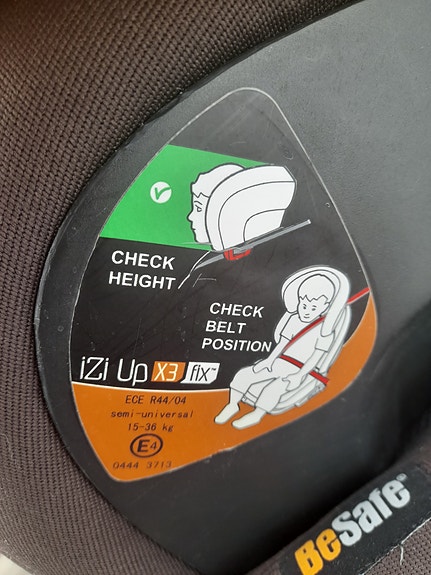 CHECK
HEIGHT
CHECK
BELT
POSITION
iZi Up X3 fix™
ECE R44/04
semi-universal
15-36 kg
E4
0444 3713
BeSafe®